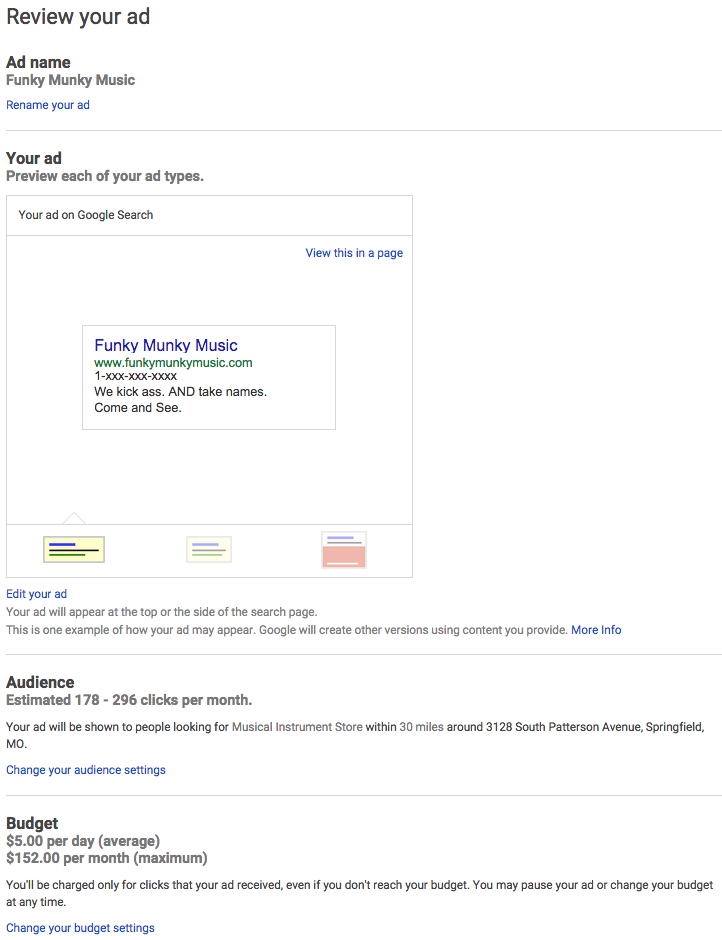 Review your ad
Ad name
Funky Munky Music
Rename your ad
Your ad
Preview each of your ad types.
Your ad on Google Search
View this in a page
Funky Munky Music
www.funkymunkymusic.com
1-xxx-xxx-xxxx
We kick ass. AND take names.
Come and See.
Edit your ad
Your ad will appear at the top or the side of the search page.
This is one example of how your ad may appear. Google will create other versions using content you provide. More Info
Audience
Estimated 178 - 296 clicks per month.
Your ad will be shown to people looking for Musical Instrument Store within 30 miles around 3128 South Patterson Avenue, Springfield,
MO.
Change your audience settings
Budget
$5.00 per day (average)
$152.00 per month (maximum)
You'll be charged only for clicks that your ad received, even if you don't reach your budget. You may pause your ad or change your budget
at any time.
Change your budget settings